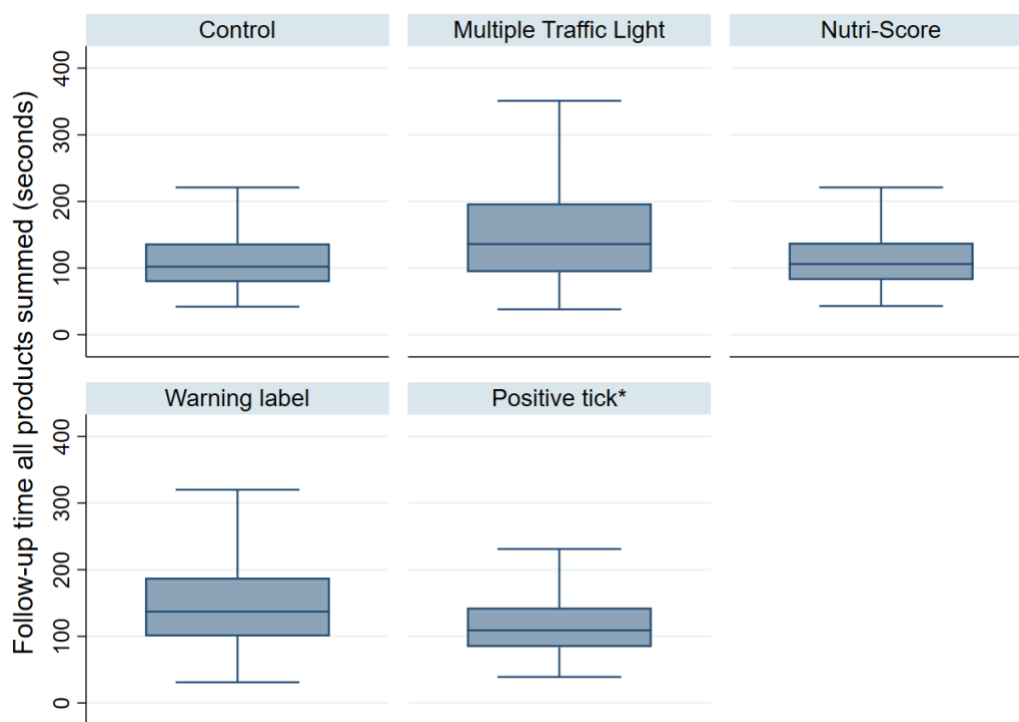 Control
Multiple Traffic Light
Nutri-Score
Follow-up time all products summed (seconds)
400
300
200
100
0
Warning label
Positive tick*
400
300
200
100
0